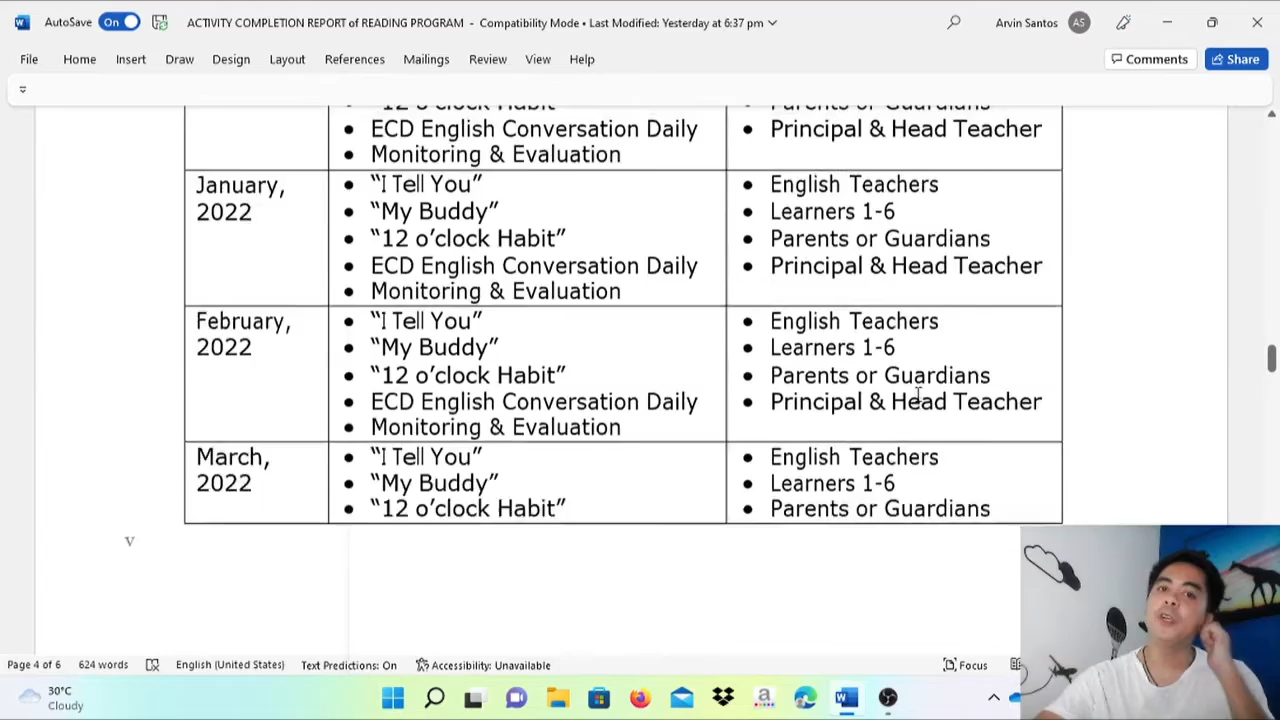 AutoSave On ACTIVITY COMPLETION REPORT of READING PROGRAM - Compatibility Mode • Last Modified: Yesterday at 6:37 pm Arvin Santos AS
File Home Insert Draw Design Layout References Mailings Review View Help Comments Share
• "12 o'clock Habit" • Parents or Guardians
• ECD English Conversation Daily • Principal & Head Teacher
• Monitoring & Evaluation
January, • "I Tell You" • English Teachers
2022 • "My Buddy" • Learners 1-6
• "12 o'clock Habit" • Parents or Guardians
• ECD English Conversation Daily • Principal & Head Teacher
• Monitoring & Evaluation
February, • "I Tell You" • English Teachers
2022 • "My Buddy" • Learners 1-6
• "12 o'clock Habit" • Parents or Guardians
• ECD English Conversation Daily • Principal & Head Teacher
• Monitoring & Evaluation
March, • "I Tell You" • English Teachers
2022 • "My Buddy" • Learners 1-6
• "12 o'clock Habit" • Parents or Guardians
v
Page 4 of 6 624 words English (United States) Text Predictions: On Accessibility: Unavailable Focus
30°C
Cloudy